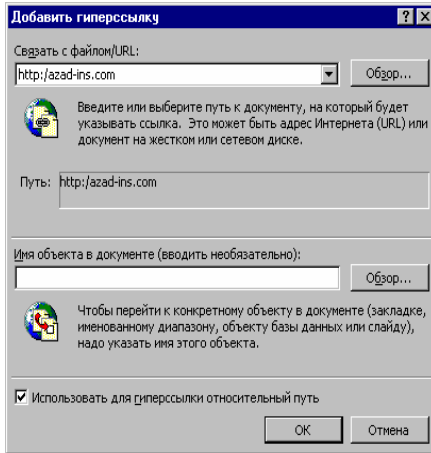 Добавить гиперссылку
Связать с файлом/URL:
http:/azad-ins.com
Обзор...
Введите или выберите путь к документу, на который будет
указывать ссылка. Это может быть адрес Интернета (URL) или
документ на жестком или сетевом диске.
Путь: http:/azad-ins.com
Имя объекта в документе (вводить необязательно):
Обзор...
Чтобы перейти к конкретному объекту в документе (закладке,
именованному диапазону, объекту базы данных или слайду),
надо указать имя этого объекта.
Использовать для гиперссылки относительный путь
ОК Отмена